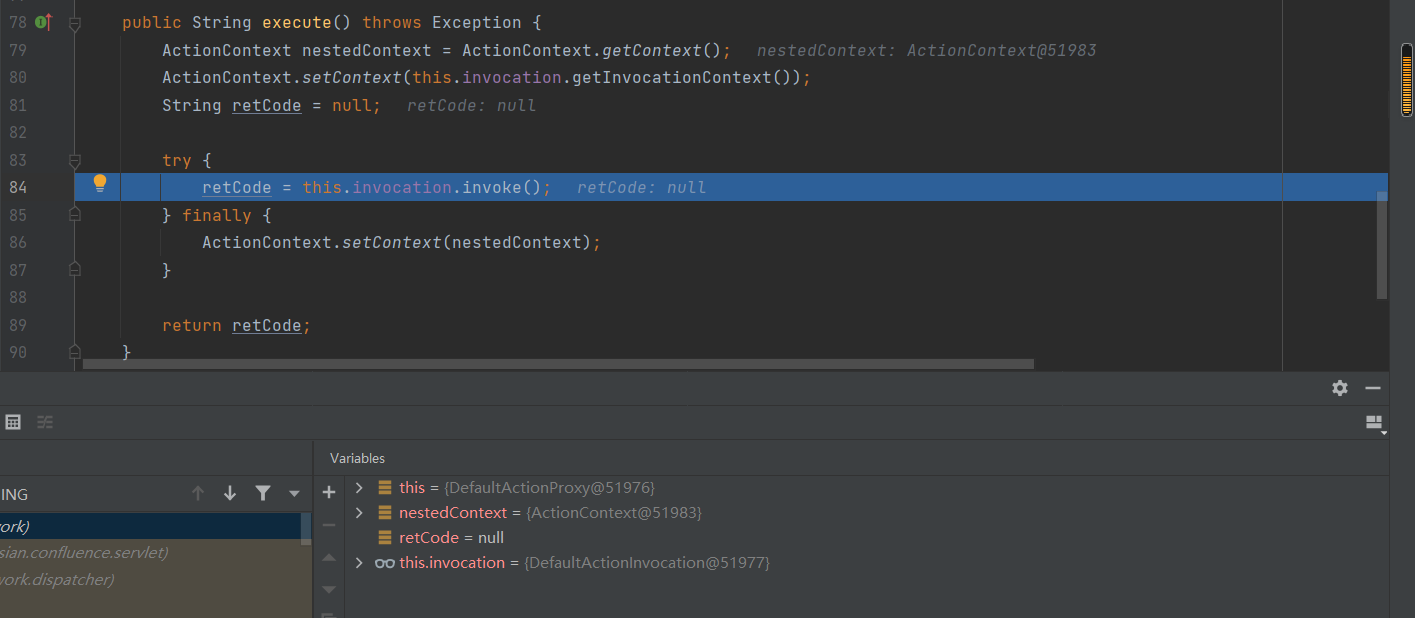 78 public String execute() throws Exception {
79 ActionContext nestedContext = ActionContext.getContext(); nestedContext: ActionContext@51983
80 ActionContext.setContext(this.invocation.getInvocationContext());
81 String retCode = null; retCode: null
82
83 try {
84 retCode = this.invocation.invoke(); retCode: null
85 } finally {
86 ActionContext.setContext(nestedContext);
87 }
88
89 return retCode;
90 }
Variables
ING
this = {DefaultActionProxy@51976}
ork)
nestedContext = {ActionContext@51983}
sian.confluence.servlet)
retCode = null
work.dispatcher)
this.invocation = {DefaultActionInvocation@51977}